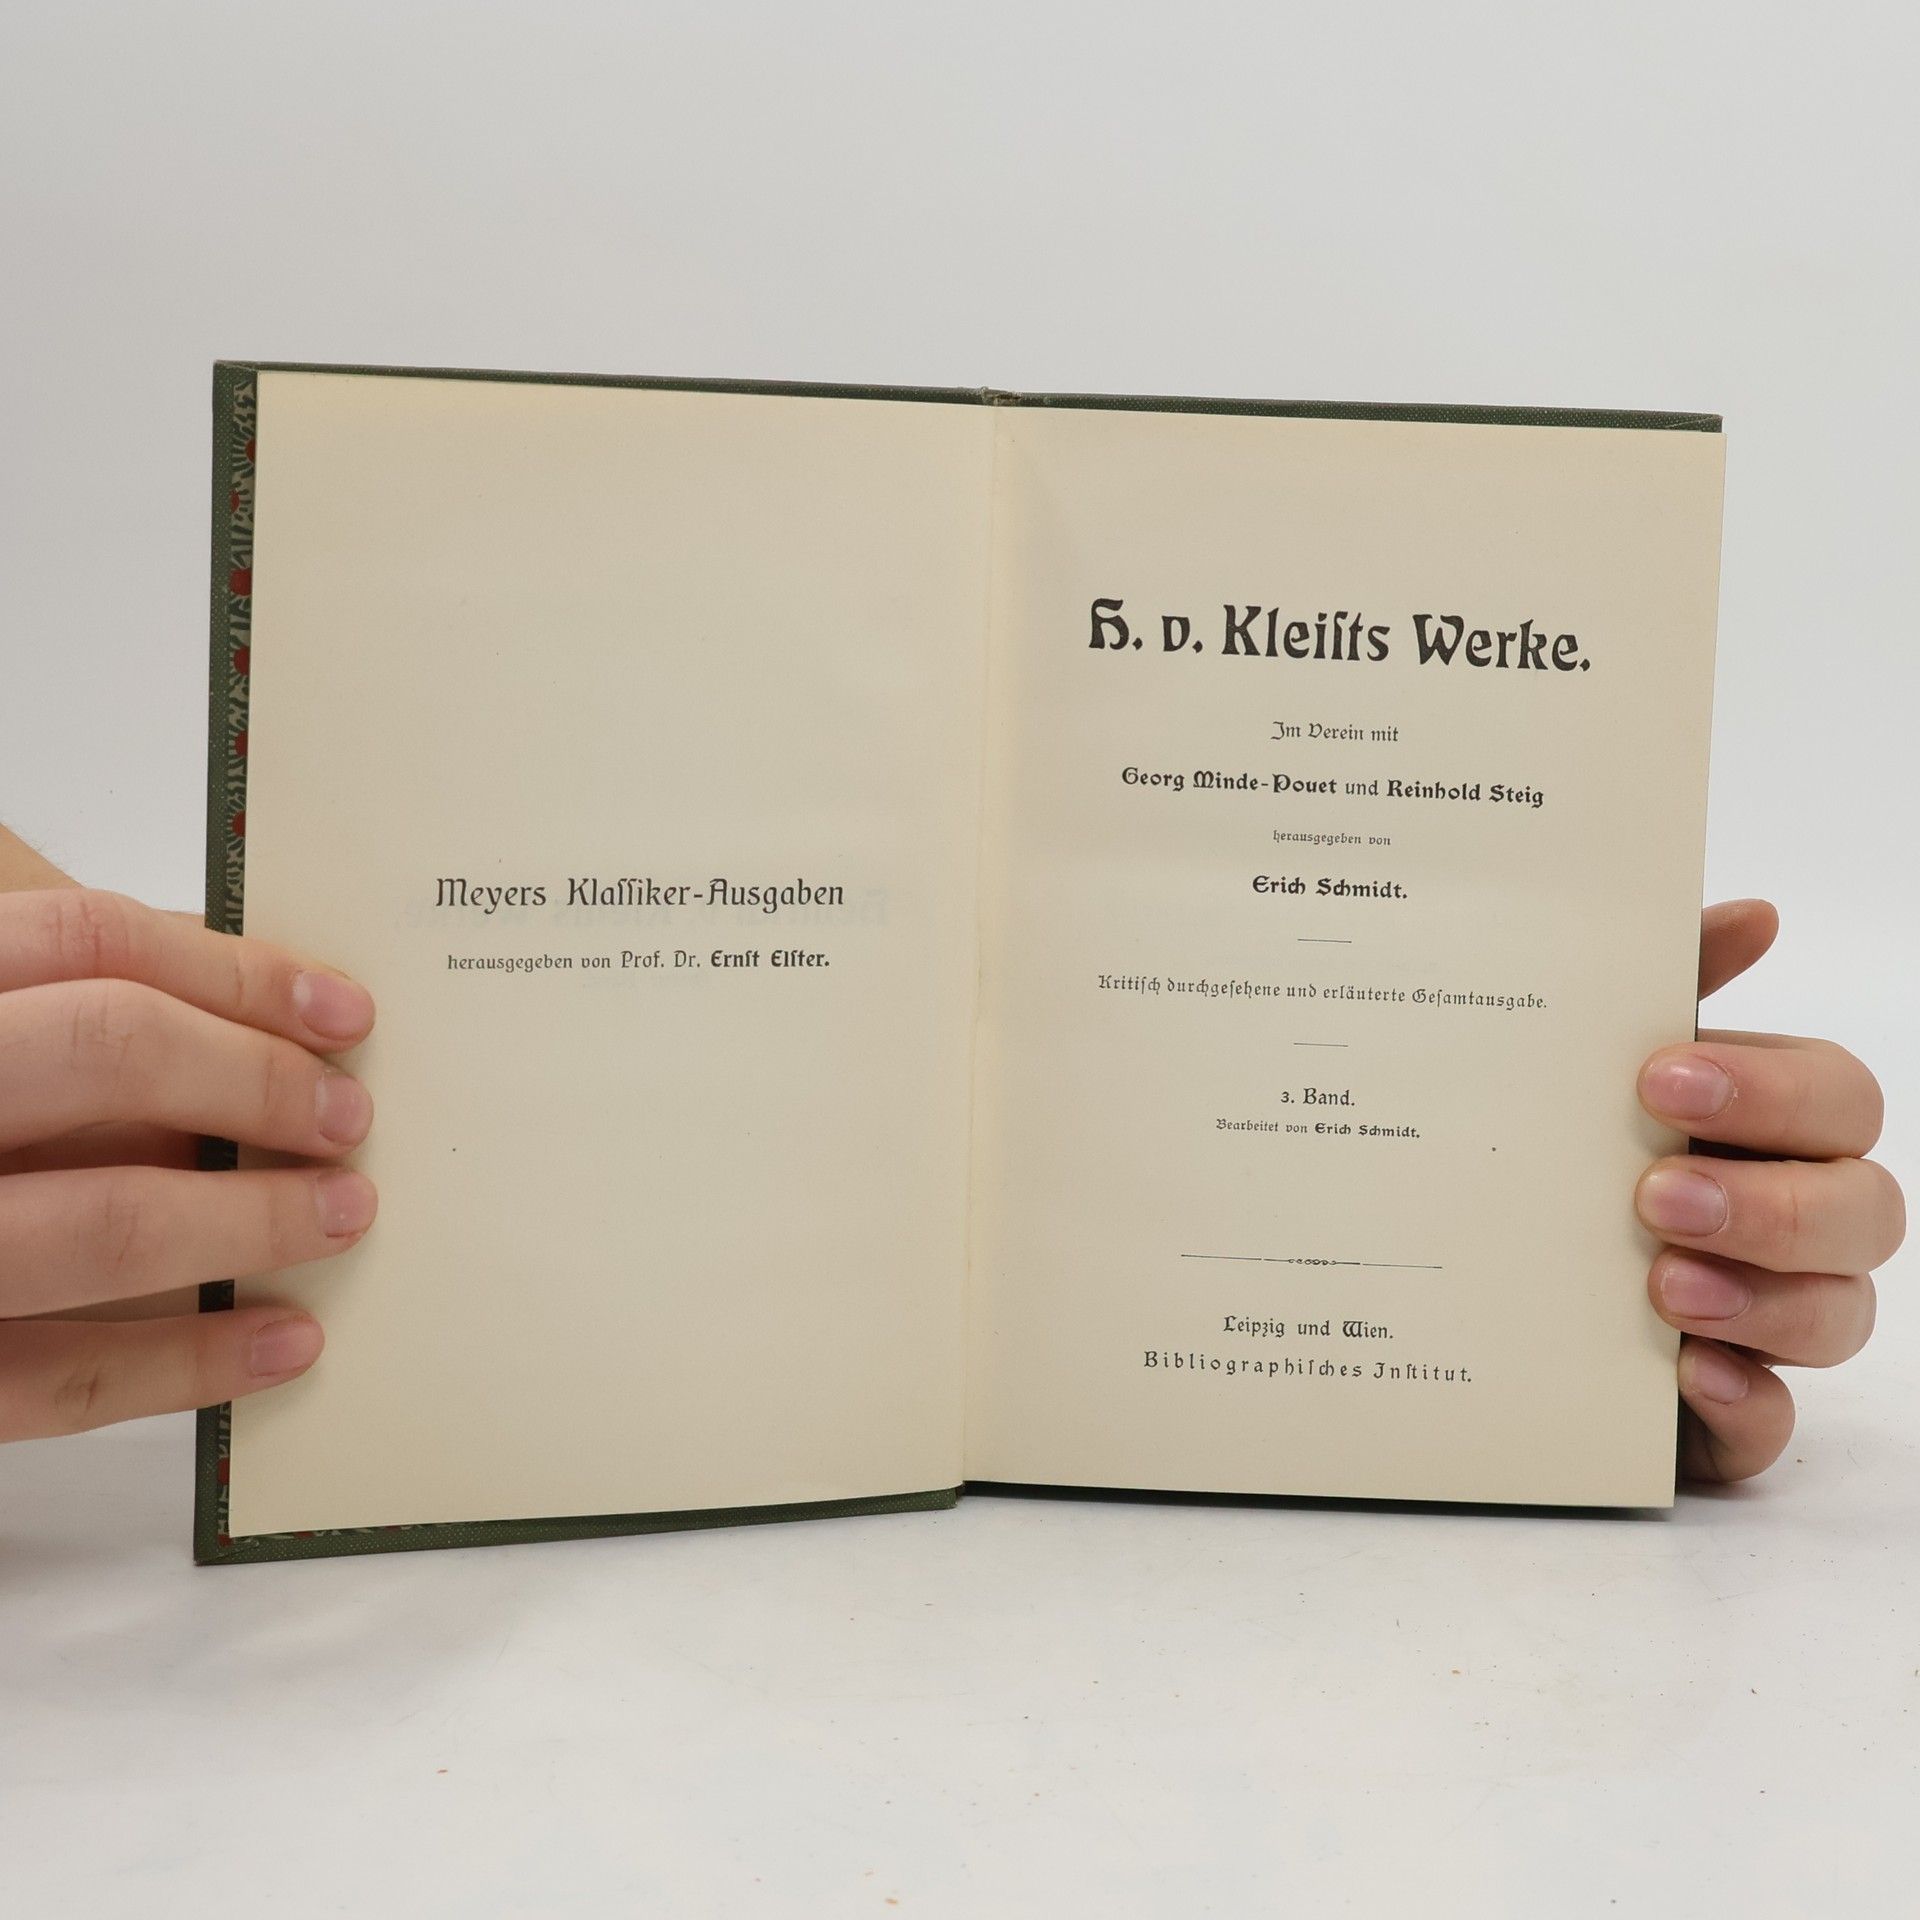 Meyers Klaſſiker-Ausgaben
herausgegeben von Prof. Dr. Ernſt Elſter.
H. v. Kleiſts Werke.
Im Verein mit
Georg Minde-Pouet und Reinhold Steig
herausgegeben von
Erich Schmidt.
Kritiſch durchgeſehene und erläuterte Geſamtausgabe.
3. Band.
Bearbeitet von Erich Schmidt.
Leipzig und Wien.
Bibliographiſches Inſtitut.